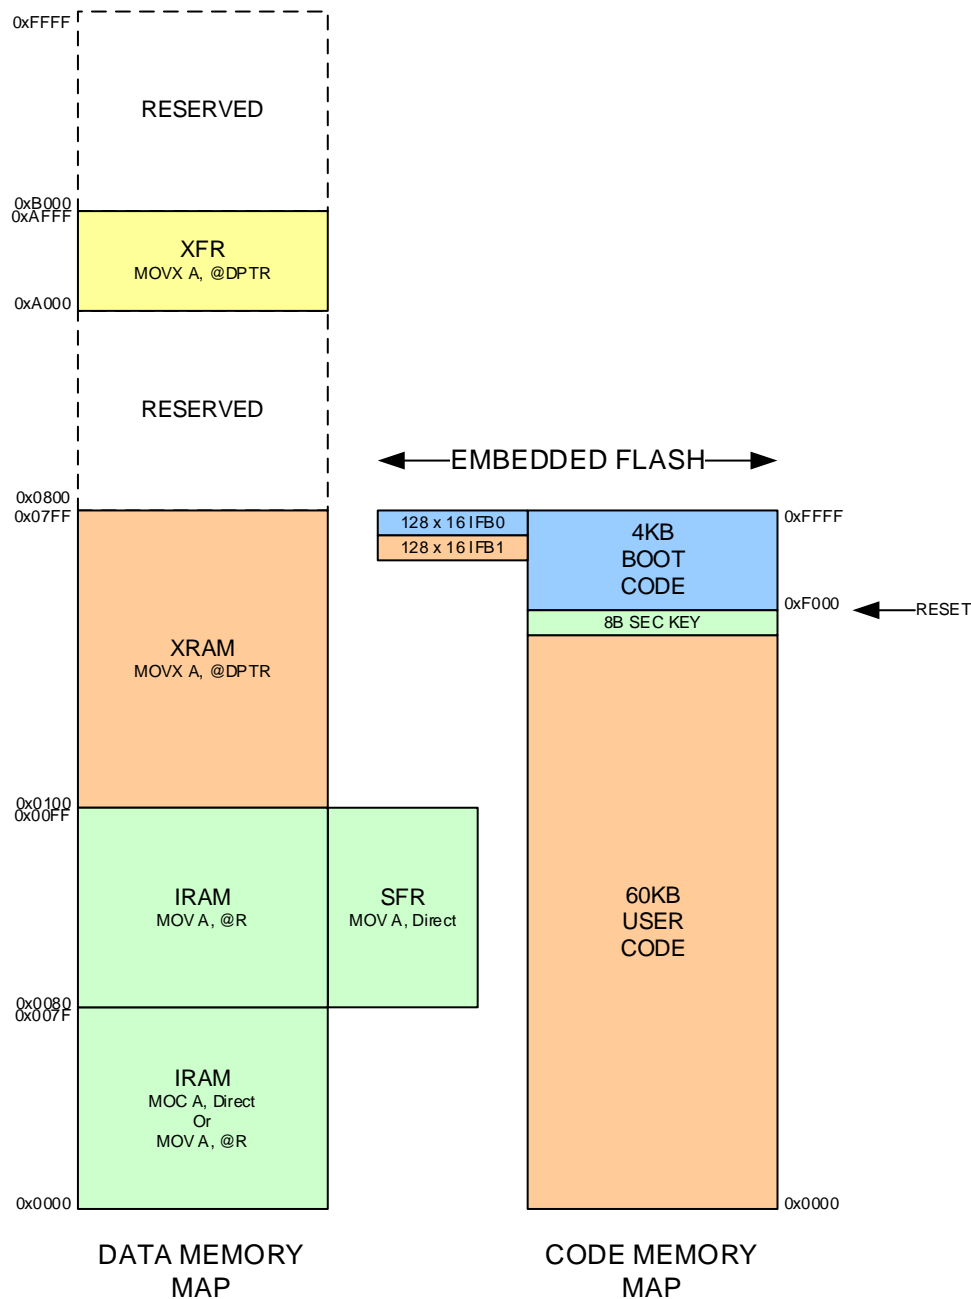 0xFFFF
RESERVED
0xB000
0xAFFF
XFR
MOVX A, @DPTR
0xA000
RESERVED
0x0800
0x07FF
XRAM
MOVX A, @DPTR
0x0100
0x00FF
IRAM
MOV A, @R
SFR
MOV A, Direct
0x0080
0x007F
IRAM
MOC A, Direct
Or
MOV A, @R
0x0000
DATA MEMORY
MAP
EMBEDDED FLASH
128 x 16 IFB0
128 x 16 IFB1
4KB
BOOT
CODE
0xFFFF
0xF000
RESET
8B SEC KEY
60KB
USER
CODE
0x0000
CODE MEMORY
MAP